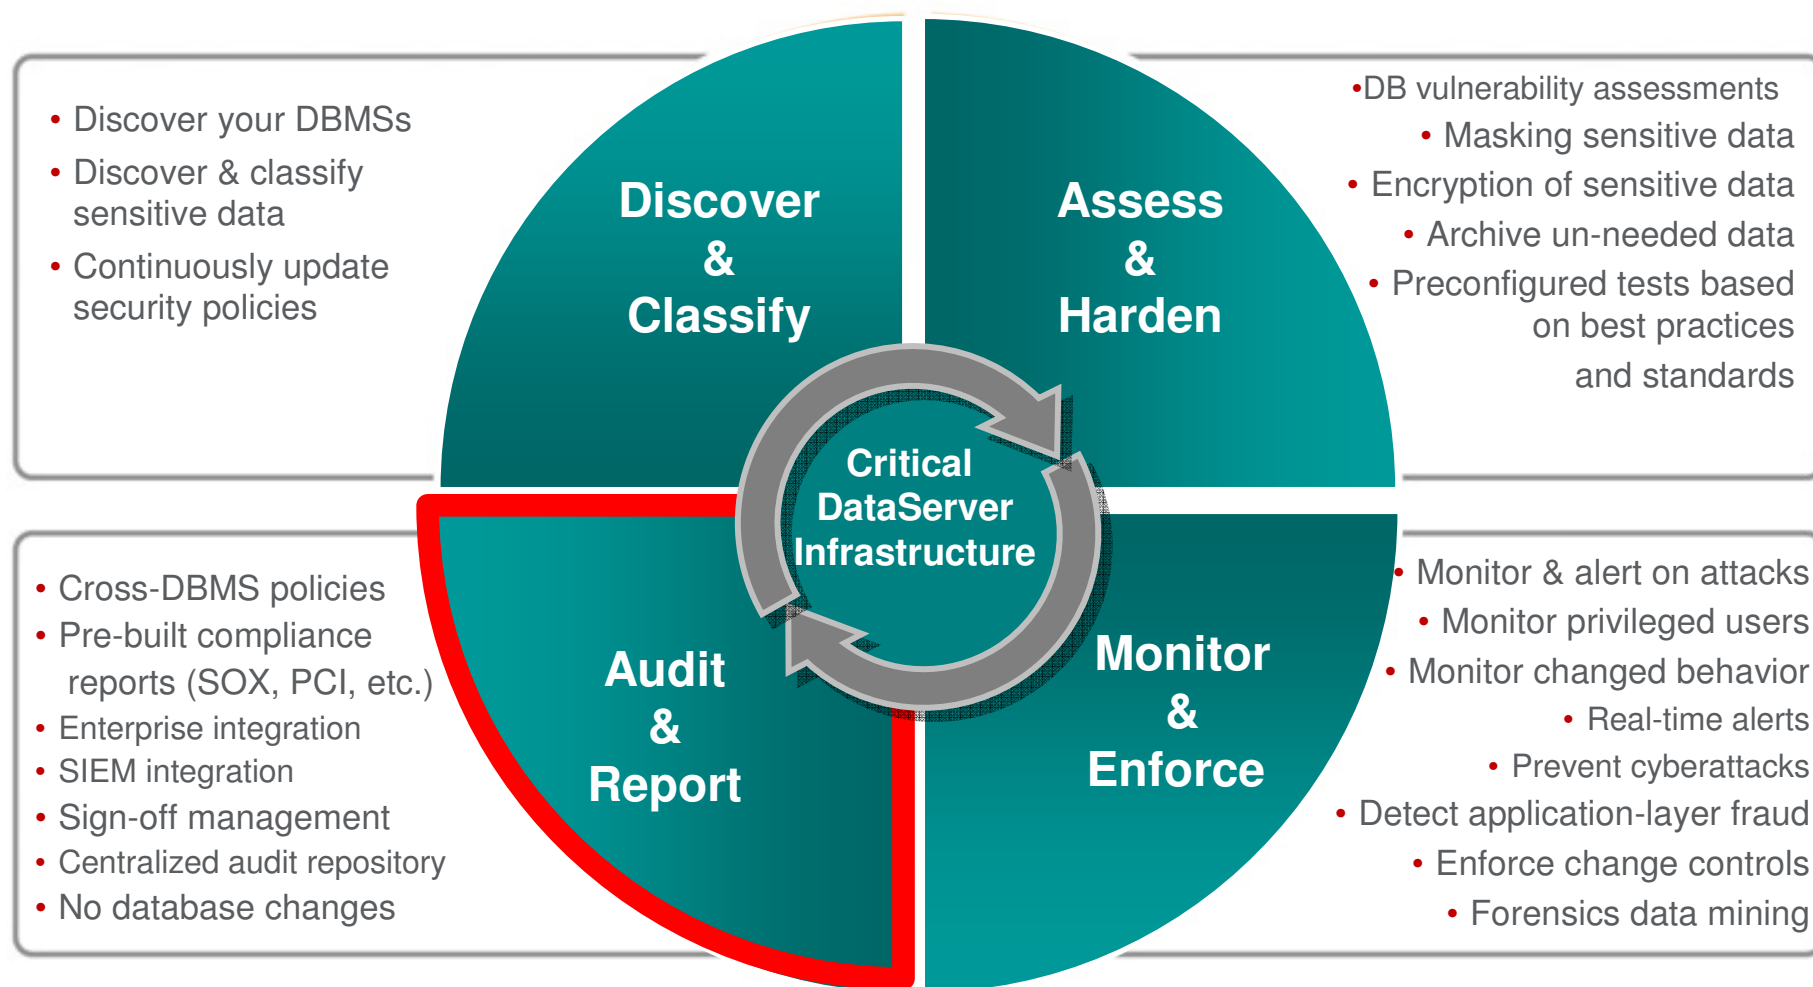 • Discover your DBMSs
• Discover & classify
sensitive data
• Continuously update
security policies
Discover
&
Classify
Assess
&
Harden
•DB vulnerability assessments
• Masking sensitive data
• Encryption of sensitive data
• Archive un-needed data
• Preconfigured tests based
on best practices
and standards
Critical
DataServer
Infrastructure
• Cross-DBMS policies
• Pre-built compliance
reports (SOX, PCI, etc.)
• Enterprise integration
• SIEM integration
• Sign-off management
• Centralized audit repository
• No database changes
Audit
&
Report
Monitor
&
Enforce
• Monitor & alert on attacks
• Monitor privileged users
• Monitor changed behavior
• Real-time alerts
• Prevent cyberattacks
• Detect application-layer fraud
• Enforce change controls
• Forensics data mining